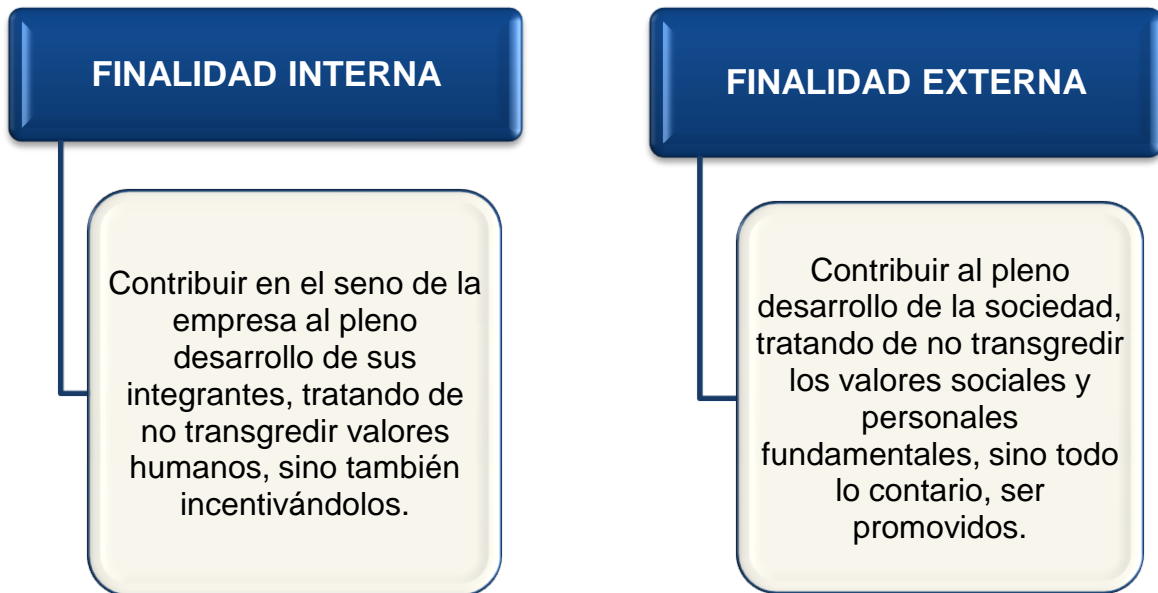 FINALIDAD INTERNA
Contribuir en el seno de la
empresa al pleno
desarrollo de sus
integrantes, tratando de
no transgredir valores
humanos, sino también
incentivándolos.
FINALIDAD EXTERNA
Contribuir al pleno
desarrollo de la sociedad,
tratando de no transgredir
los valores sociales y
personales
fundamentales, sino todo
lo contario, ser
promovidos.